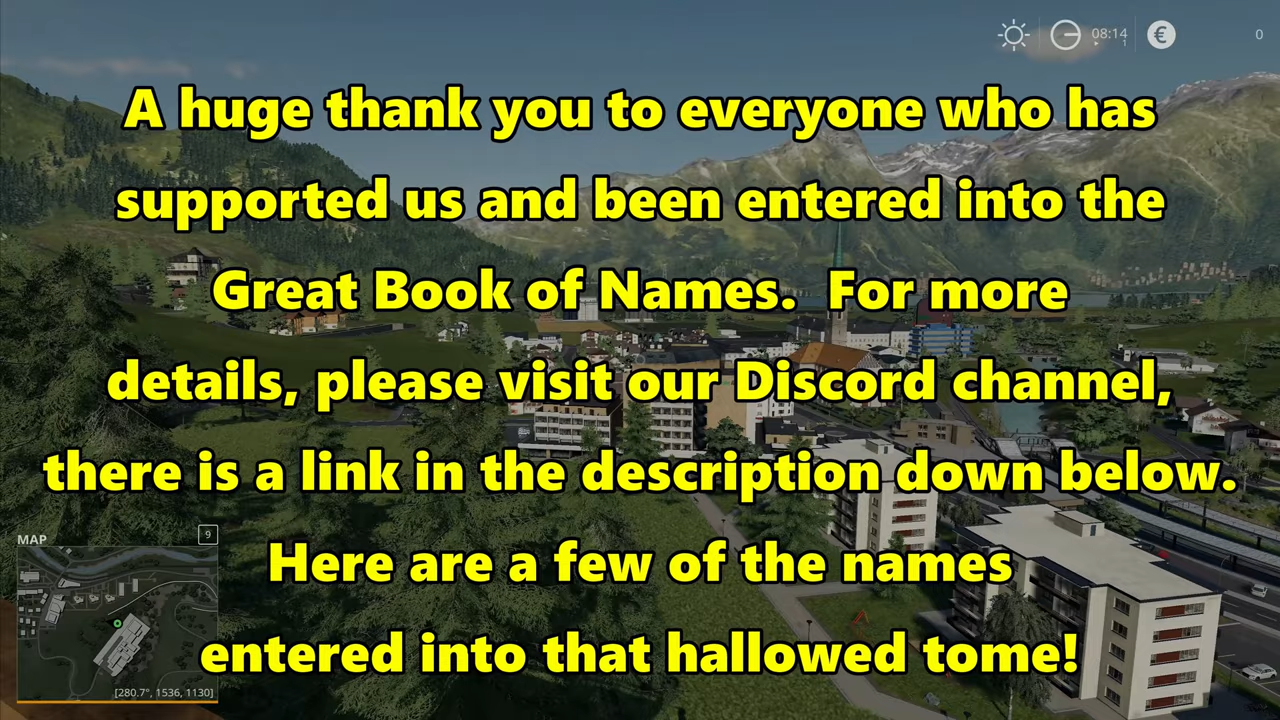 08:14
1
€
0
A huge thank you to everyone who has
supported us and been entered into the
Great Book of Names.  For more
details, please visit our Discord channel,
there is a link in the description down below.
Here are a few of the names
entered into that hallowed tome!
MAP
9
[280.7°, 1536, 1130]